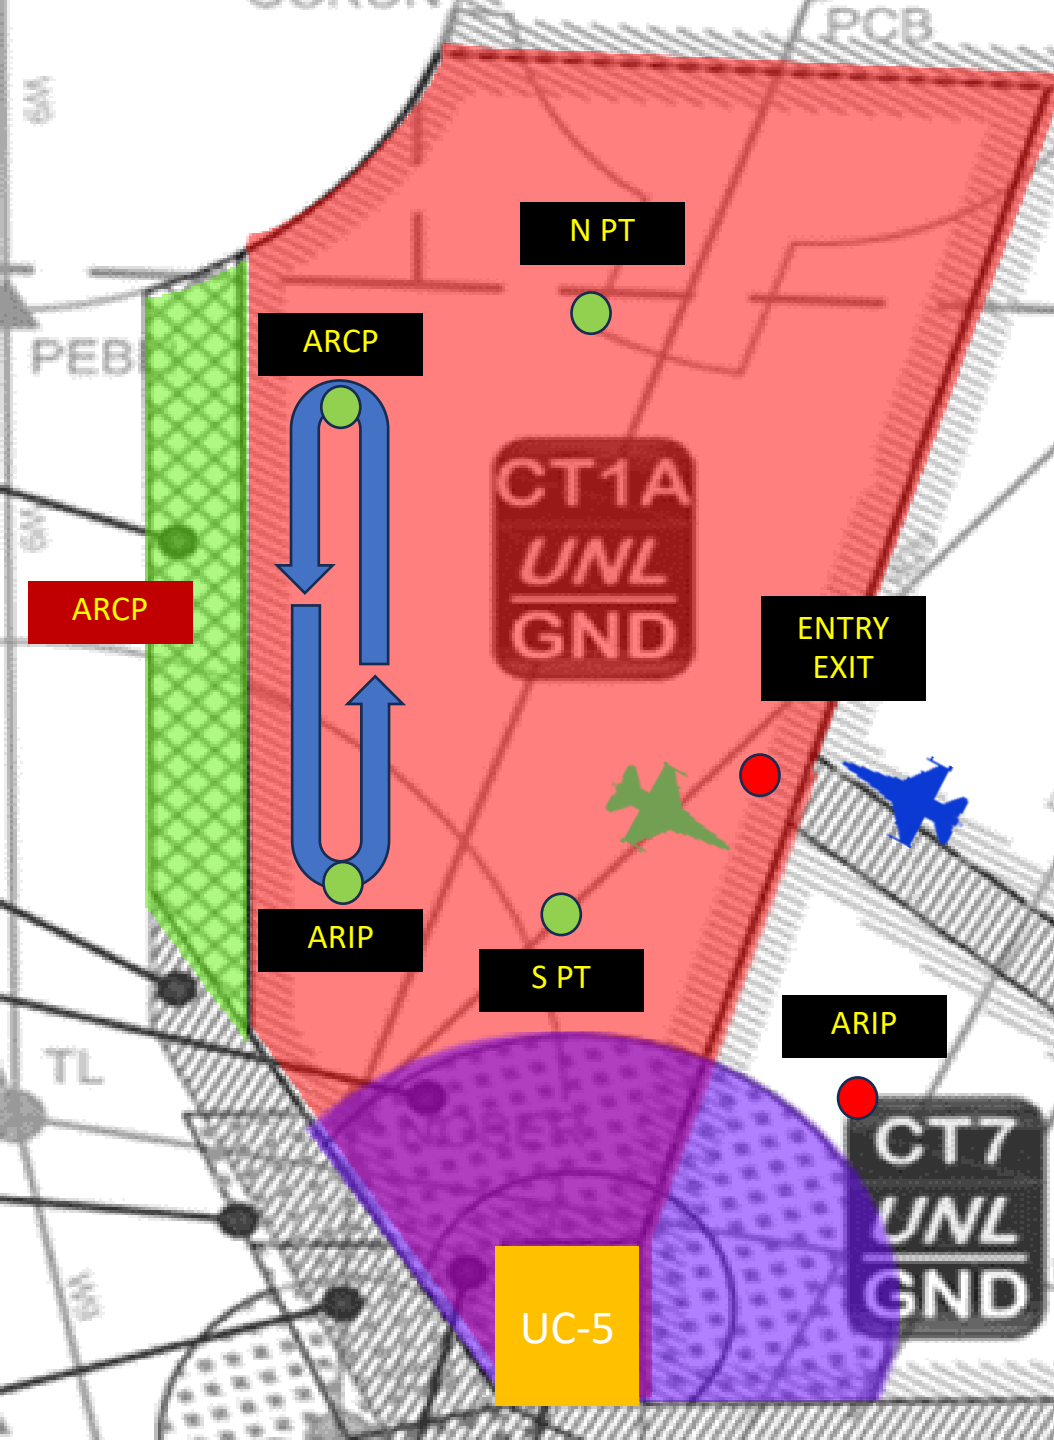 PCB
N PT
ARCP
PEB
CT1A
UNL
GND
ARCP
ENTRY
EXIT
ARIP
S PT
ARIP
TL
CT7
UNL
GND
UC-5